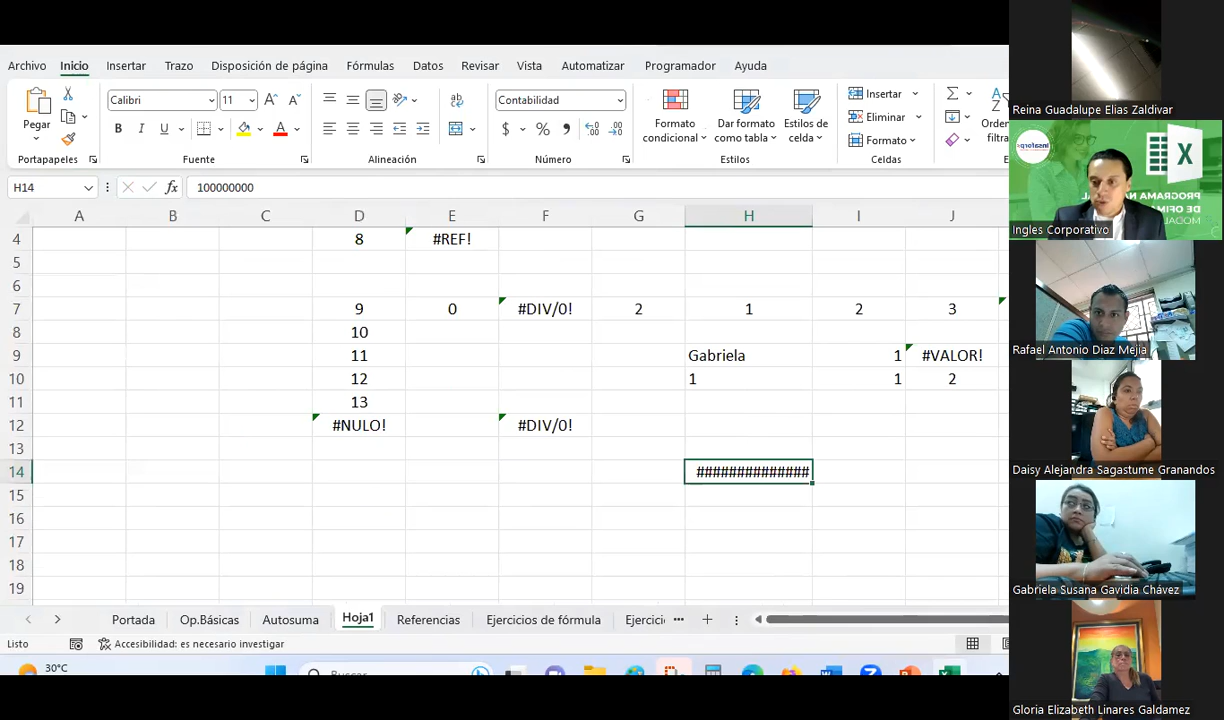 Archivo Inicio Insertar Trazo Disposición de página Fórmulas Datos Revisar Vista Automatizar Programador Ayuda
Pegar
Calibri 11
N K S
Contabilidad
$ %
Formato condicional
Dar formato como tabla
Estilos de celda
Insertar
Eliminar
Formato
Portapapeles Fuente Alineación Número Estilos Celdas
H14 fx 100000000
A B C D E F G H I J
4 8 #REF!
5
6
7 9 0 #DIV/0! 2 1 2 3
8 10
9 11 Gabriela 1 #VALOR!
10 12 1 1 2
11 13
12 #NULO! #DIV/0!
13
14 ##############
15
16
17
18
19
Portada Op.Básicas Autosuma Hoja1 Referencias Ejercicios de fórmula
Listo Accesibilidad: es necesario investigar
30°C Buscar
Reina Guadalupe Elias Zaldivar
Ingles Corporativo
Rafael Antonio Diaz Mejia
Daisy Alejandra Sagastume Granandos
Gabriela Susana Gavidia Chávez
Gloria Elizabeth Linares Galdamez